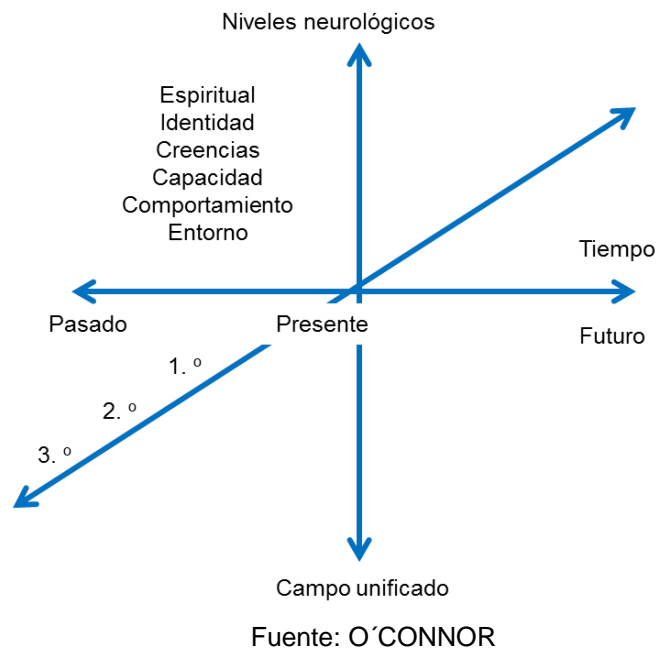 Niveles neurológicos
Espiritual
Identidad
Creencias
Capacidad
Comportamiento
Entorno
Tiempo
Pasado
Presente
Futuro
1. º
2. º
3. º
Campo unificado
Fuente: O´CONNOR